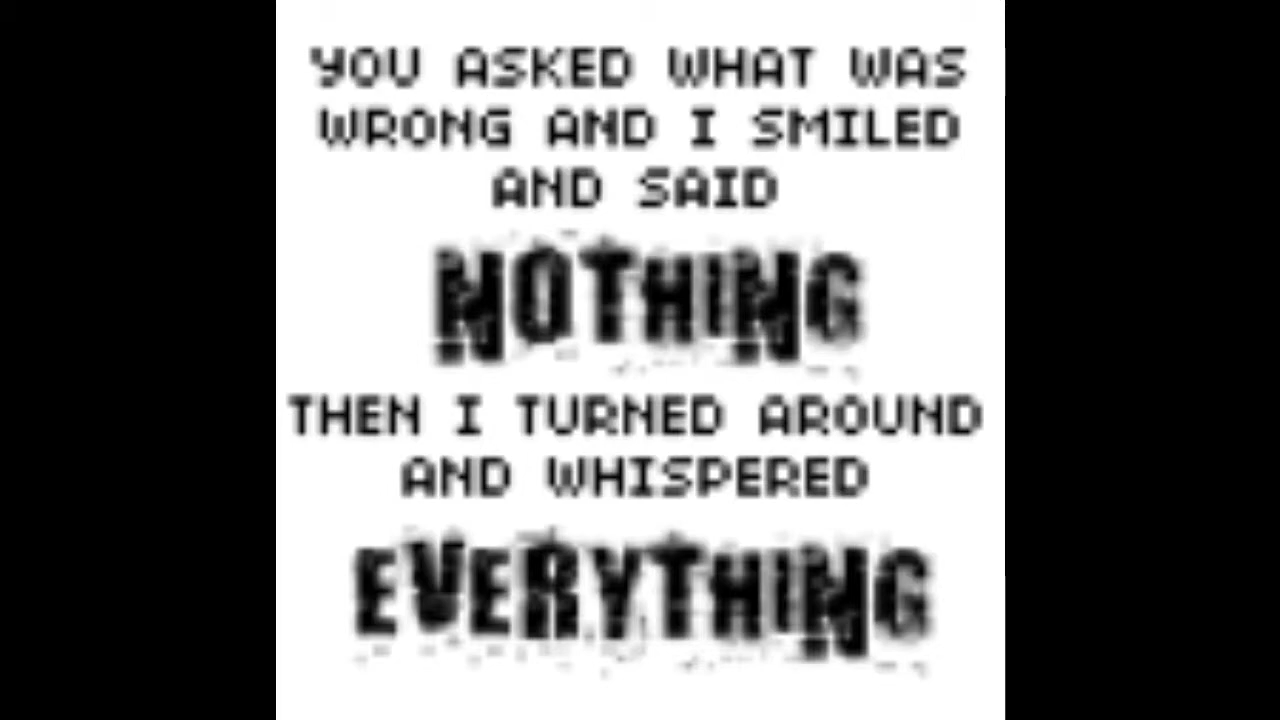 YOU ASKED WHAT WAS
WRONG AND I SMILED
AND SAID
NOTHING
THEN I TURNED AROUND
AND WHISPERED
EVERYTHING